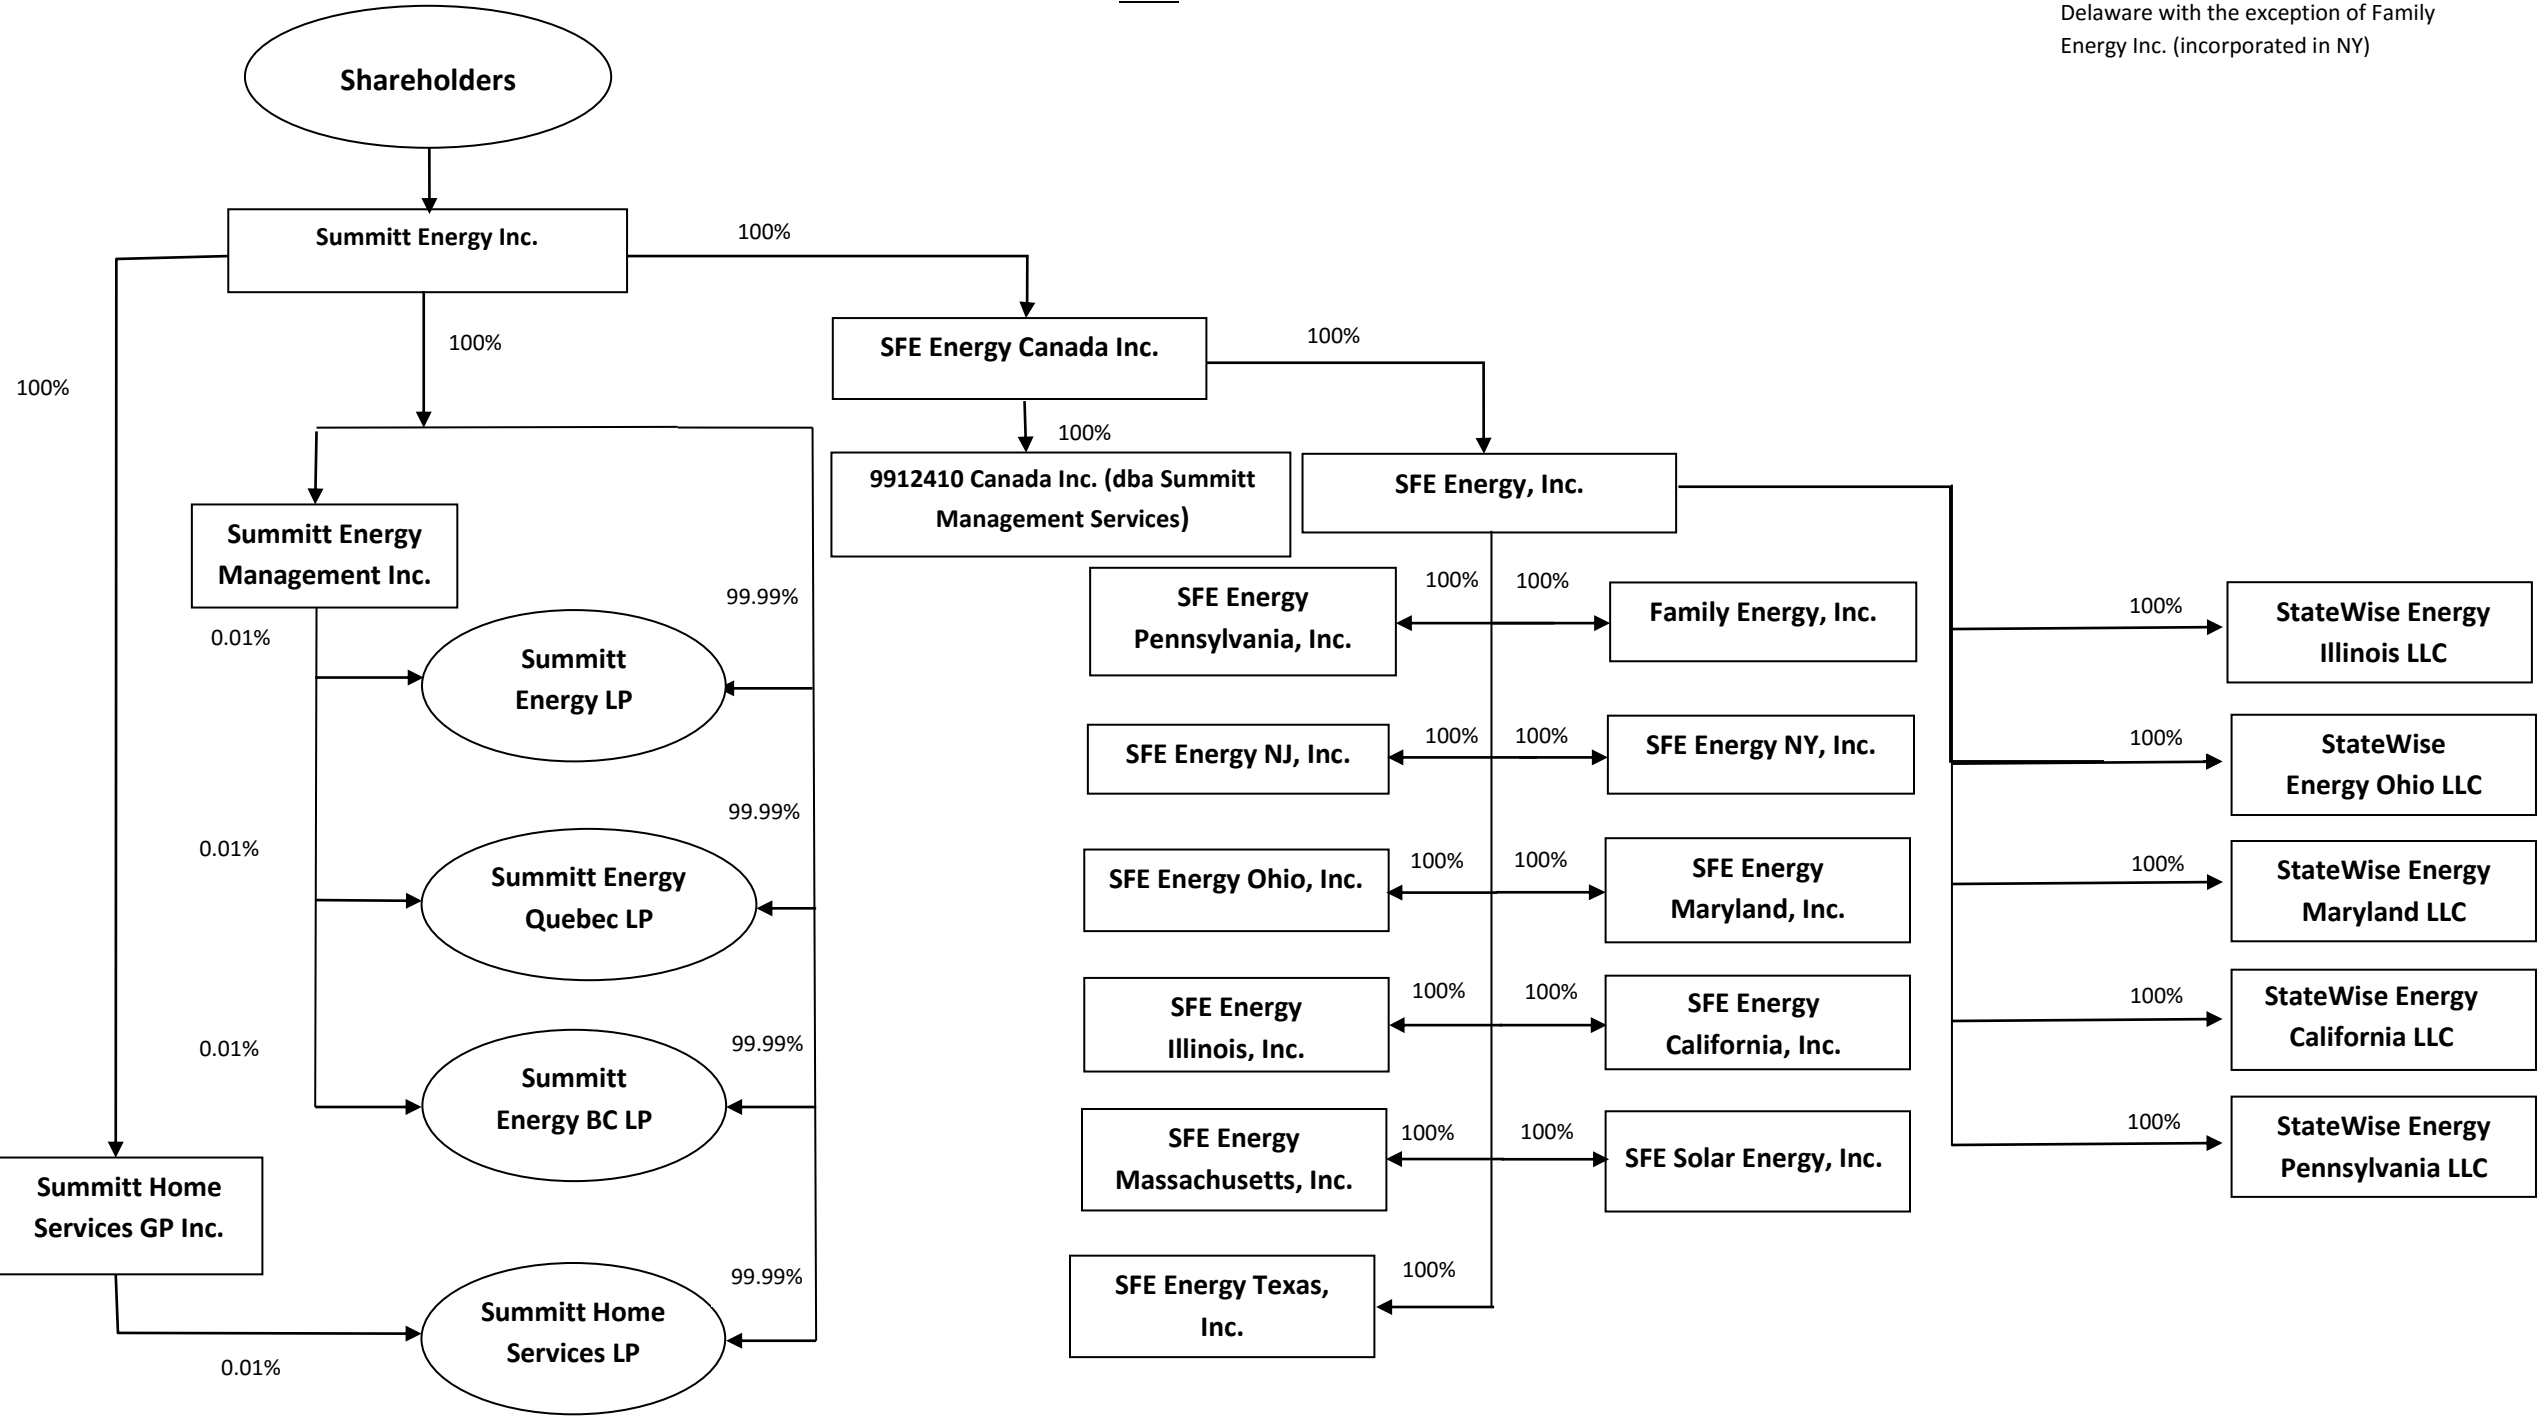 Delaware with the exception of Family
Energy Inc. (incorporated in NY)
Shareholders
Summitt Energy Inc.
100%
100%
100%
SFE Energy Canada Inc.
100%
100%
9912410 Canada Inc. (dba Summitt
Management Services)
SFE Energy, Inc.
Summitt Energy
Management Inc.
0.01%
99.99%
Summitt
Energy LP
0.01%
99.99%
Summitt Energy
Quebec LP
0.01%
99.99%
Summitt
Energy BC LP
Summitt Home
Services GP Inc.
0.01%
99.99%
Summitt Home
Services LP
SFE Energy
Pennsylvania, Inc.
100%
100%
Family Energy, Inc.
SFE Energy NJ, Inc.
100%
100%
SFE Energy NY, Inc.
SFE Energy Ohio, Inc.
100%
100%
SFE Energy
Maryland, Inc.
SFE Energy
Illinois, Inc.
100%
100%
SFE Energy
California, Inc.
SFE Energy
Massachusetts, Inc.
100%
100%
SFE Solar Energy, Inc.
SFE Energy Texas,
Inc.
100%
100%
StateWise Energy
Illinois LLC
100%
StateWise
Energy Ohio LLC
100%
StateWise Energy
Maryland LLC
100%
StateWise Energy
California LLC
100%
StateWise Energy
Pennsylvania LLC